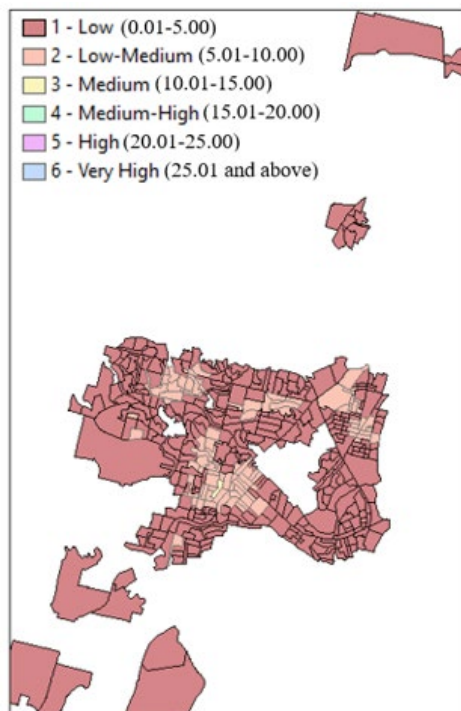 1 - Low (0.01-5.00)
2 - Low-Medium (5.01-10.00)
3 - Medium (10.01-15.00)
4 - Medium-High (15.01-20.00)
5 - High (20.01-25.00)
6 - Very High (25.01 and above)